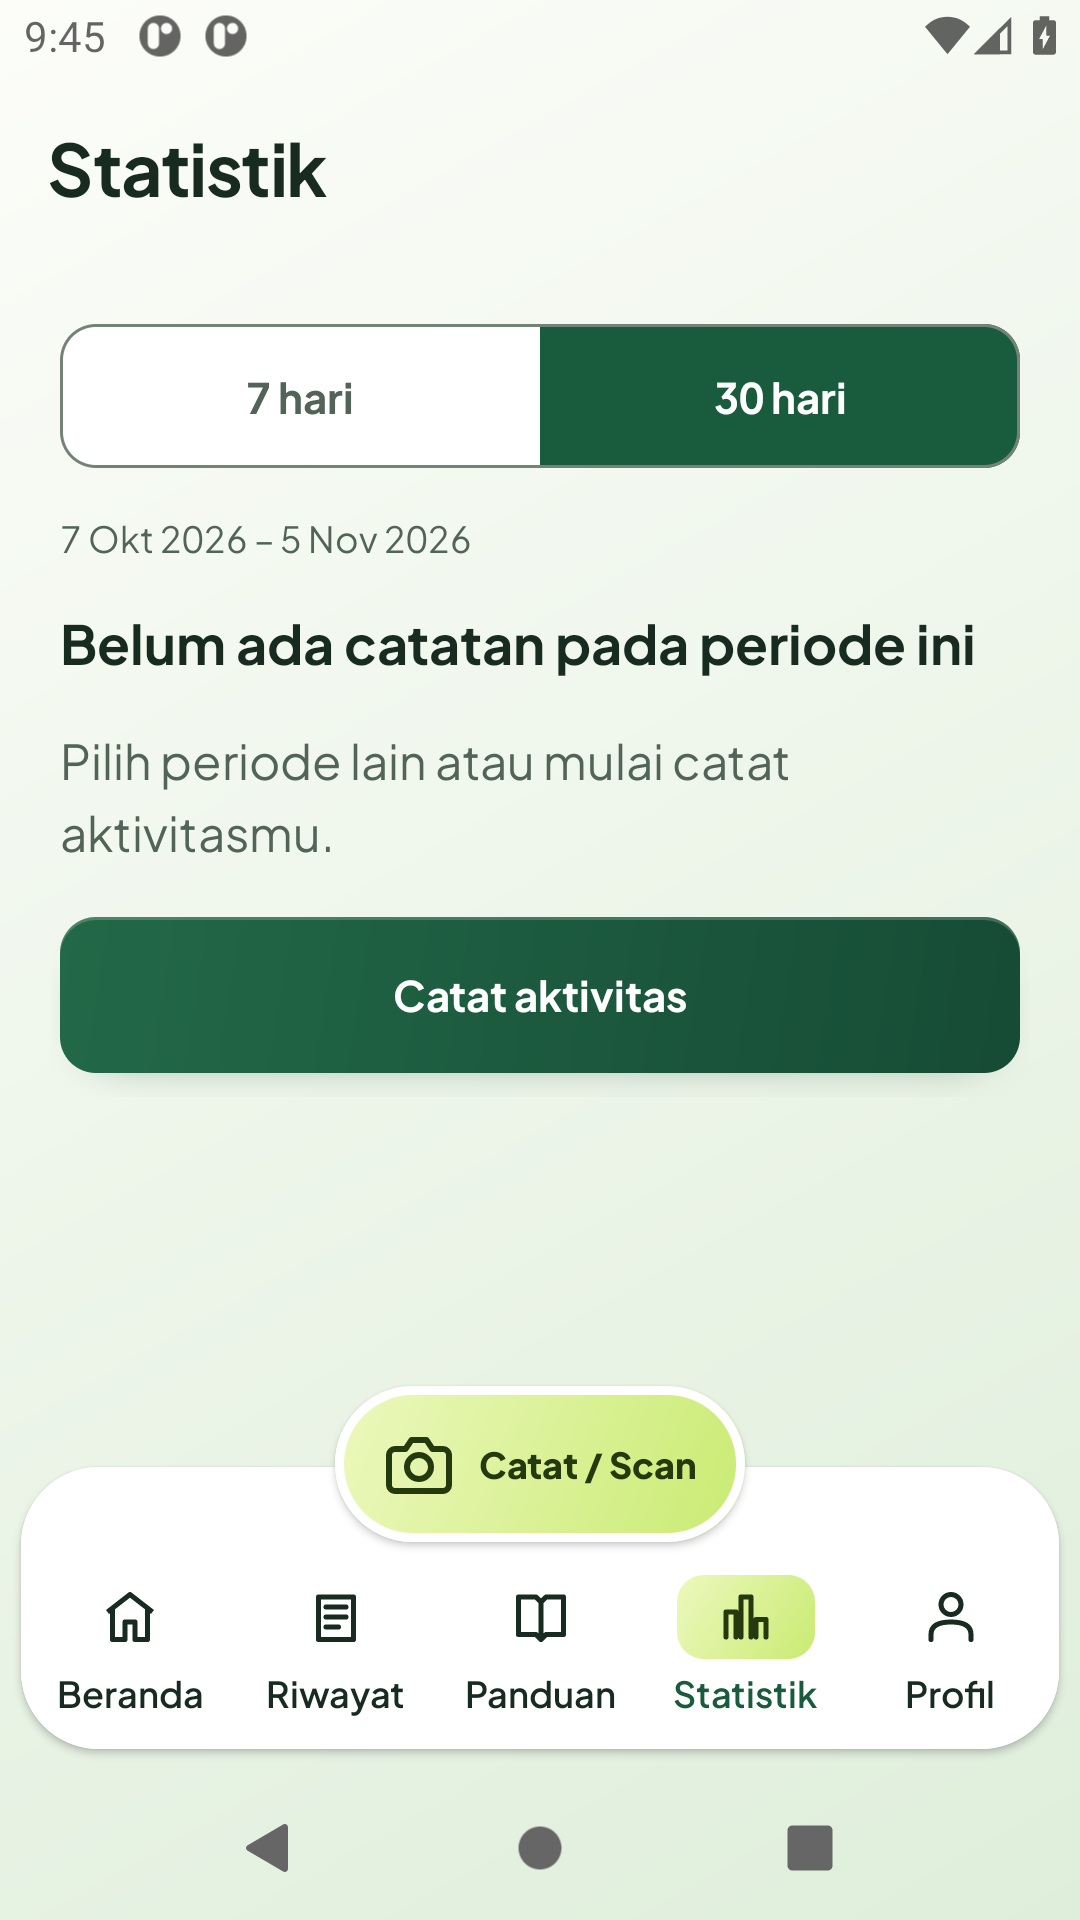 9:45
Statistik
7 hari
30 hari
7 Okt 2026 – 5 Nov 2026
Belum ada catatan pada periode ini
Pilih periode lain atau mulai catat
aktivitasmu.
Catat aktivitas
Catat / Scan
Beranda
Riwayat
Panduan
Statistik
Profil